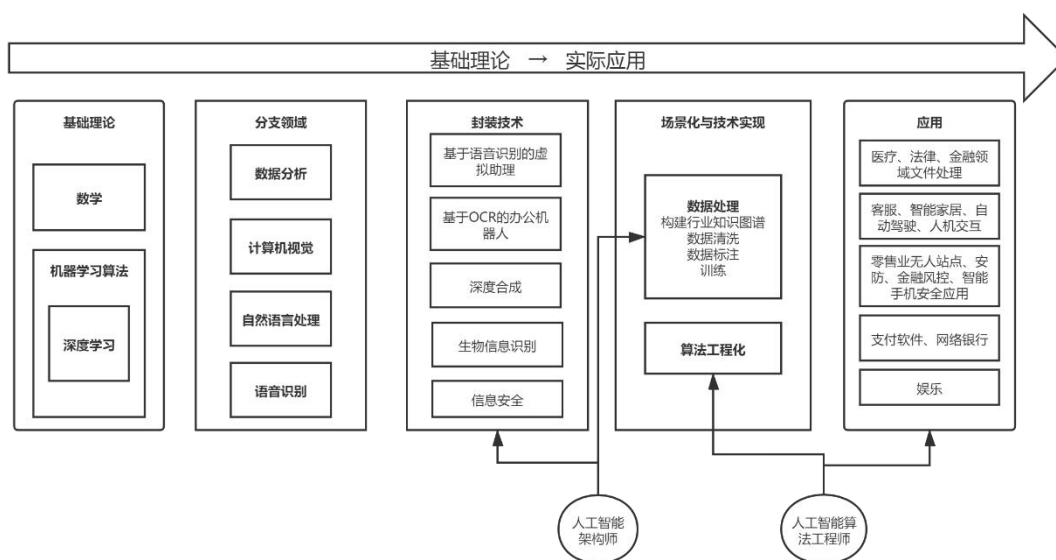 基础理论 → 实际应用
基础理论
数学
机器学习算法
深度学习
分支领域
数据分析
计算机视觉
自然语言处理
语音识别
封装技术
基于语音识别的虚
拟助理
基于OCR的办公机
器人
深度合成
生物信息识别
信息安全
场景化与技术实现
数据处理
构建行业知识图谱
数据清洗
数据标注
训练
算法工程化
应用
医疗、法律、金融领
域文件处理
客服、智能家居、自
动驾驶、人机交互
零售业无人站点、安
防、金融风控、智能
手机安全应用
支付软件、网络银行
娱乐
人工智能
架构师
人工智能算
法工程师